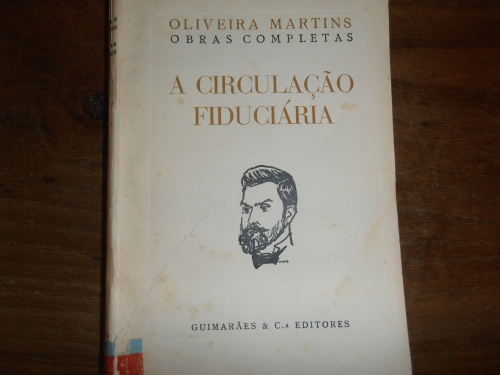 OLIVEIRA MARTINS
OBRAS COMPLETAS
A CIRCULAÇÃO
FIDUCIÁRIA
GUIMARÃES & C.ª EDITORES